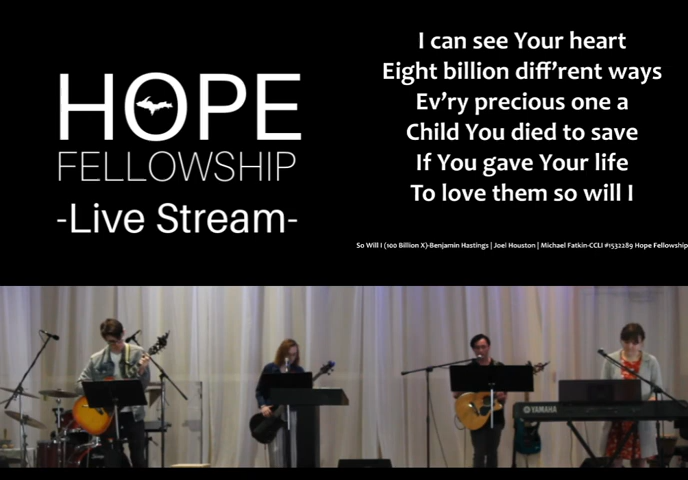 HOPE
FELLOWSHIP
-Live Stream-
I can see Your heart
Eight billion diff’rent ways
Ev’ry precious one a
Child You died to save
If You gave Your life
To love them so will I
So Will I (100 Billion X)-Benjamin Hastings | Joel Houston | Michael Fatkin-CCLI #1532289 Hope Fellowship
YAMAHA